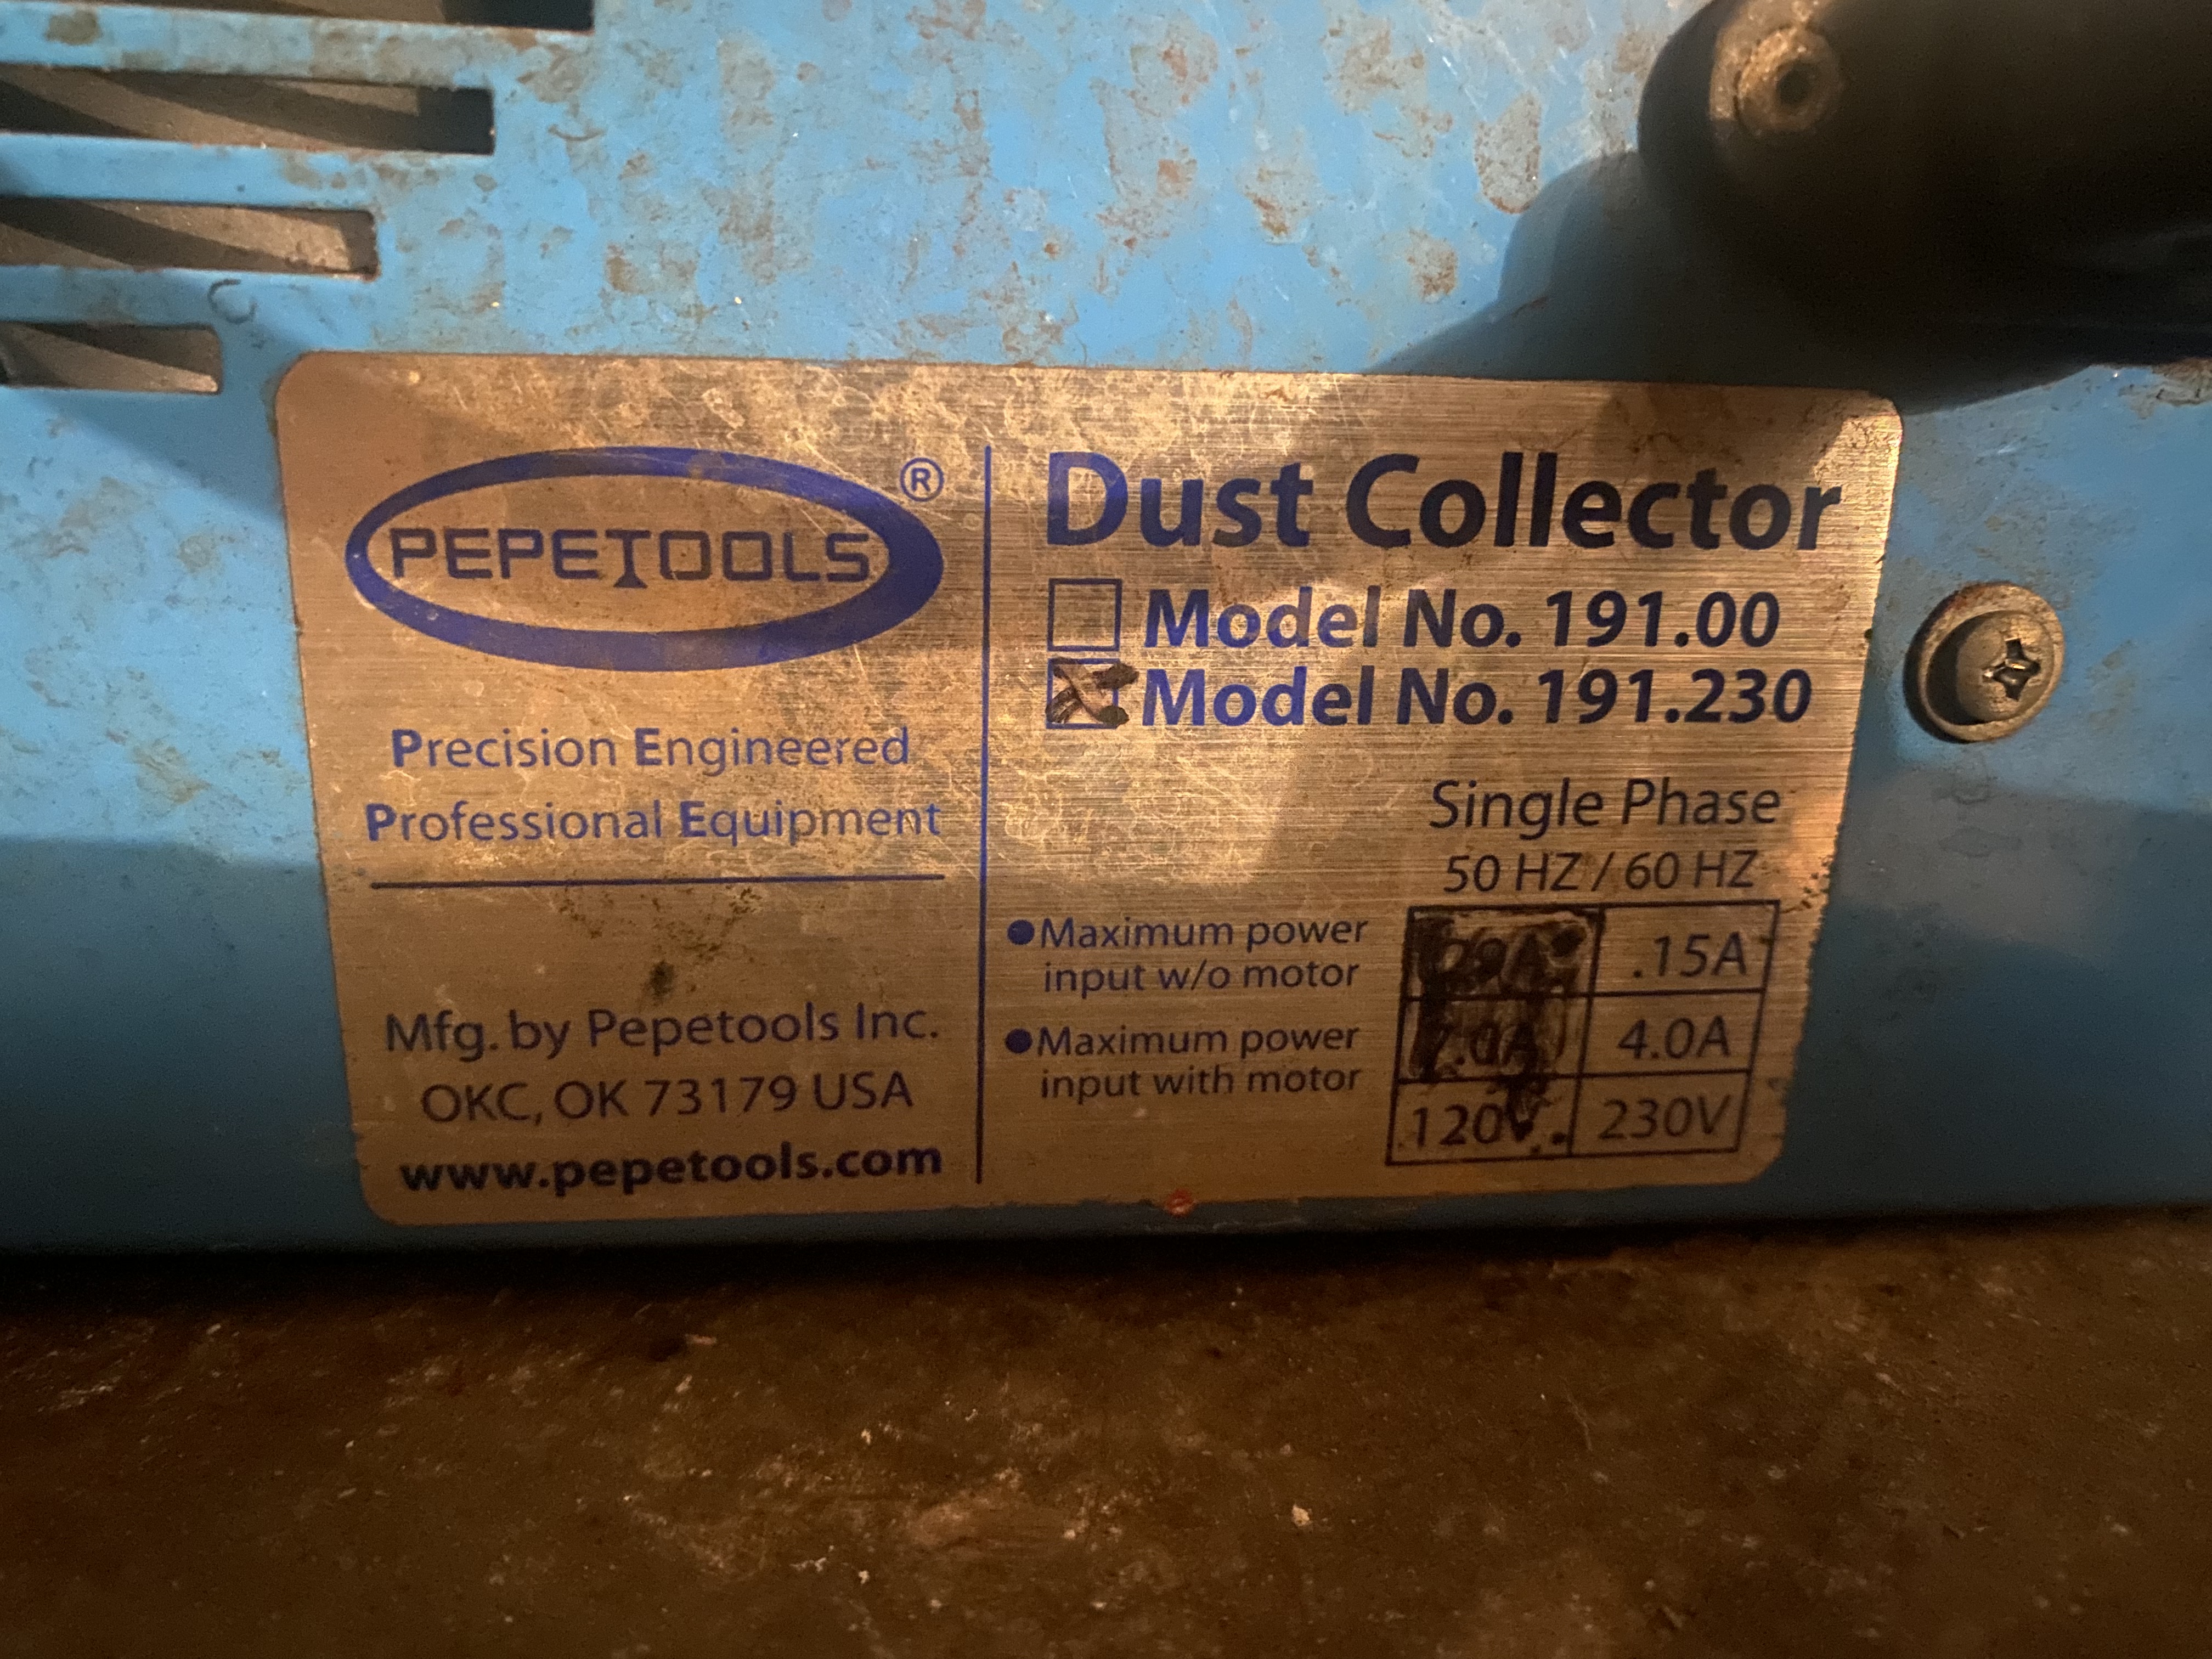 PEPETOOLS ®
Precision Engineered
Professional Equipment
Mfg. by Pepetools Inc.
OKC, OK 73179 USA
www.pepetools.com
Dust Collector
Model No. 191.00
Model No. 191.230
Single Phase
50 HZ / 60 HZ
Maximum power
input w/o motor
.15A
Maximum power
input with motor
7.0A 4.0A
120V 230V